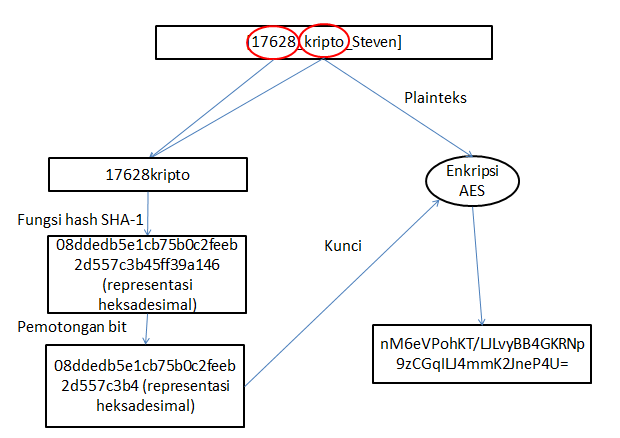 [17628_kripto_Steven]
Plainteks
17628kripto
Enkripsi
AES
Fungsi hash SHA-1
08ddedb5e1cb75b0c2feeb
2d557c3b45ff39a146
(representasi
heksadesimal)
Kunci
Pemotongan bit
08ddedb5e1cb75b0c2feeb
2d557c3b4 (representasi
heksadesimal)
nM6eVPohKT/LJLvyBB4GKRNp
9zCGqILJ4mmK2JneP4U=